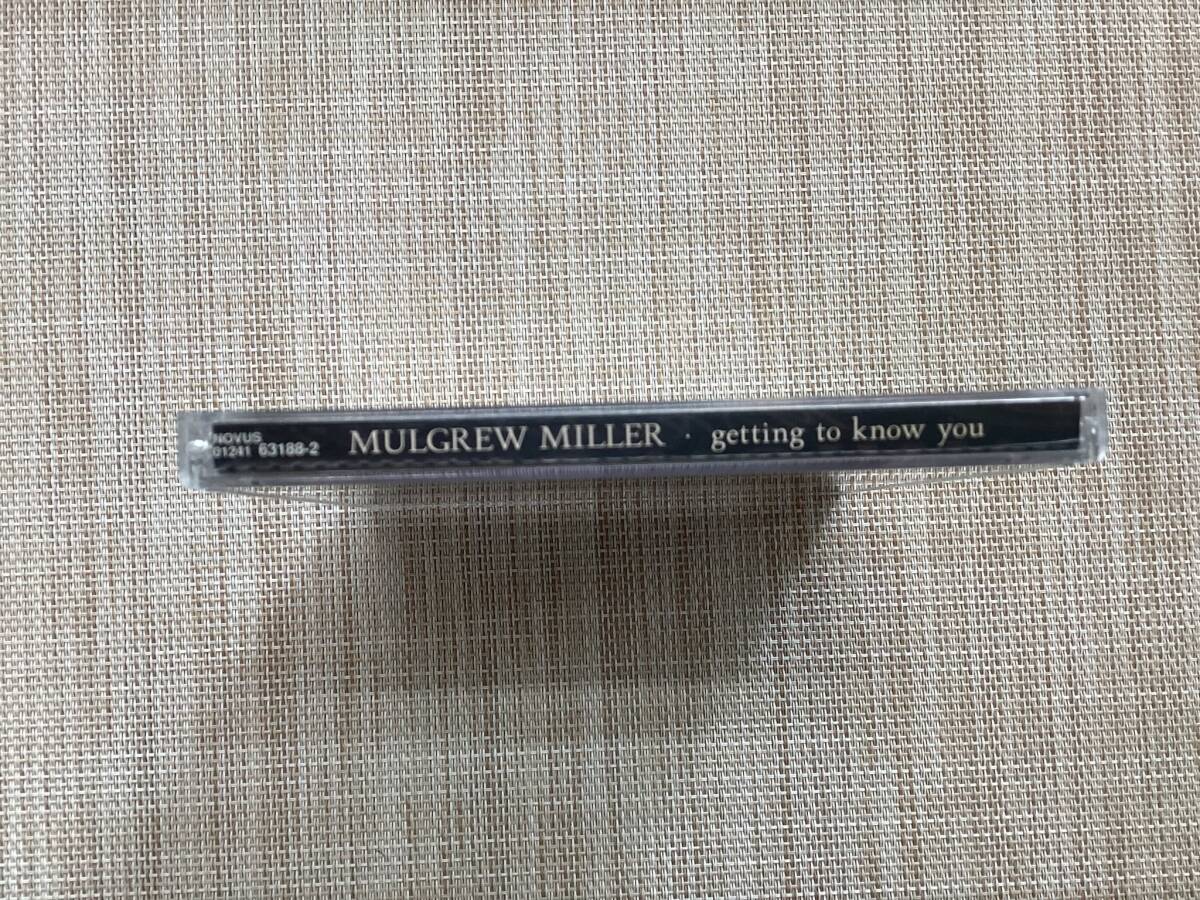 NOVUS
01241 63188-2
MULGREW MILLER · getting to know you